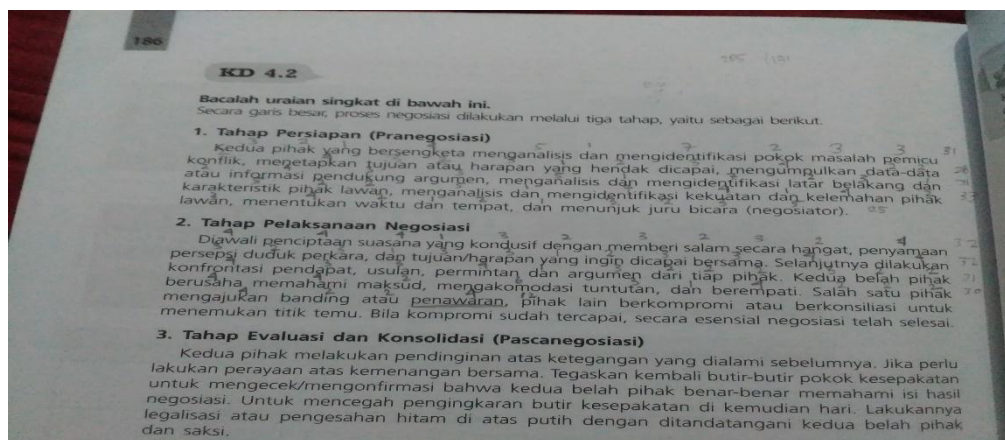 186
KD 4.2
Bacalah uraian singkat di bawah ini.
Secara garis besar, proses negosiasi dilakukan melalui tiga tahap, yaitu sebagai berikut.
1. Tahap Persiapan (Pranegosiasi)
Kedua pihak yang bersengketa menganalisis dan mengidentifikasi pokok masalah pemicu
konflik, menetapkan tujuan atau harapan yang hendak dicapai, mengumpulkan data-data
atau informasi pendukung argumen, menganalisis dan mengidentifikasi latar belakang dan
karakteristik pihak lawan, menganalisis dan mengidentifikasi kekuatan dan kelemahan pihak
lawan, menentukan waktu dan tempat, dan menunjuk juru bicara (negosiator).
2. Tahap Pelaksanaan Negosiasi
Diawali penciptaan suasana yang kondusif dengan memberi salam secara hangat, penyamaan
persepsi duduk perkara, dan tujuan/harapan yang ingin dicapai bersama. Selanjutnya dilakukan
konfrontasi pendapat, usulan, permintan dan argumen dari tiap pihak. Kedua belah pihak
berusaha memahami maksud, mengakomodasi tuntutan, dan berempati. Salah satu pihak
mengajukan banding atau penawaran, pihak lain berkompromi atau berkonsiliasi untuk
menemukan titik temu. Bila kompromi sudah tercapai, secara esensial negosiasi telah selesai.
3. Tahap Evaluasi dan Konsolidasi (Pascanegosiasi)
Kedua pihak melakukan pendinginan atas ketegangan yang dialami sebelumnya. Jika perlu
lakukan perayaan atas kemenangan bersama. Tegaskan kembali butir-butir pokok kesepakatan
untuk mengecek/mengonfirmasi bahwa kedua belah pihak benar-benar memahami isi hasil
negosiasi. Untuk mencegah pengingkaran butir kesepakatan di kemudian hari. Lakukannya
legalisasi atau pengesahan hitam di atas putih dengan ditandatangani kedua belah pihak
dan saksi.